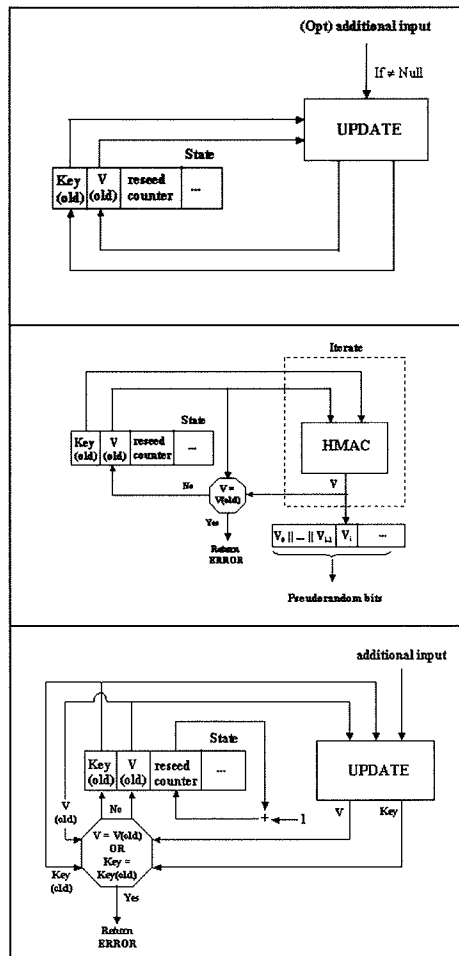 (Opt) additional input
If ≠ Null
UPDATE
State
Key (old) V (old) reseed counter ...
Iterate
State
HMAC
Key (old) V (old) reseed counter ...
V
No
V = V(old)
Yes
Return ERROR
V₀ || ... || Vᵢ₋₁ Vᵢ ...
Pseudorandom bits
additional input
State
UPDATE
Key (old) V (old) reseed counter ...
V (old)
No
+ 1
V Key
V = V(old)
OR
Key =
Key(old)
Key (old)
Yes
Return ERROR